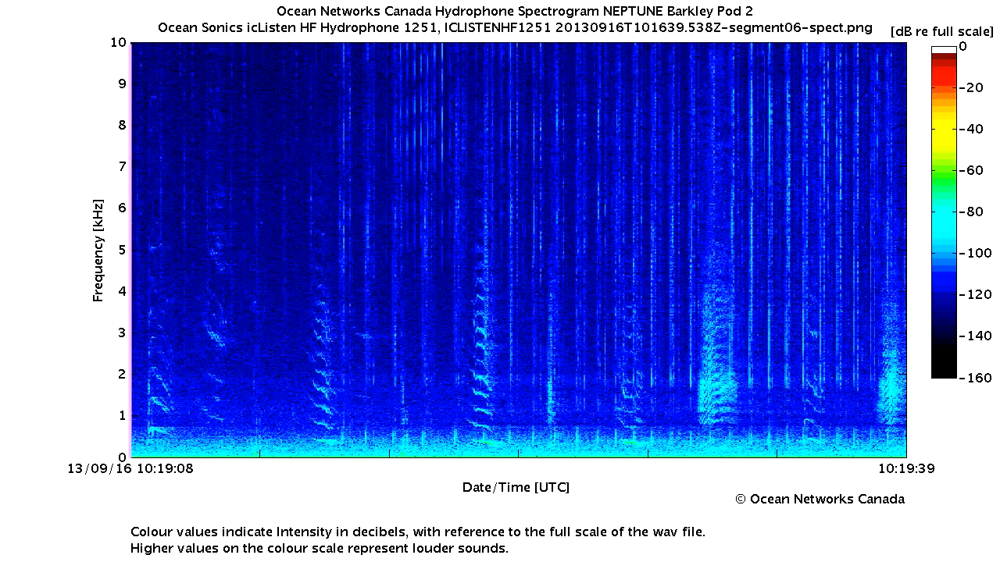 Ocean Networks Canada Hydrophone Spectrogram NEPTUNE Barkley Pod 2
Ocean Sonics icListen HF Hydrophone 1251, ICLISTENHF1251 20130916T101639.538Z-segment06-spect.png
[dB re full scale]
10
9
8
7
6
5
4
3
2
1
0
Frequency [kHz]
0
-20
-40
-60
-80
-100
-120
-140
-160
13/09/16 10:19:08
10:19:39
Date/Time [UTC]
© Ocean Networks Canada
Colour values indicate Intensity in decibels, with reference to the full scale of the wav file.
Higher values on the colour scale represent louder sounds.